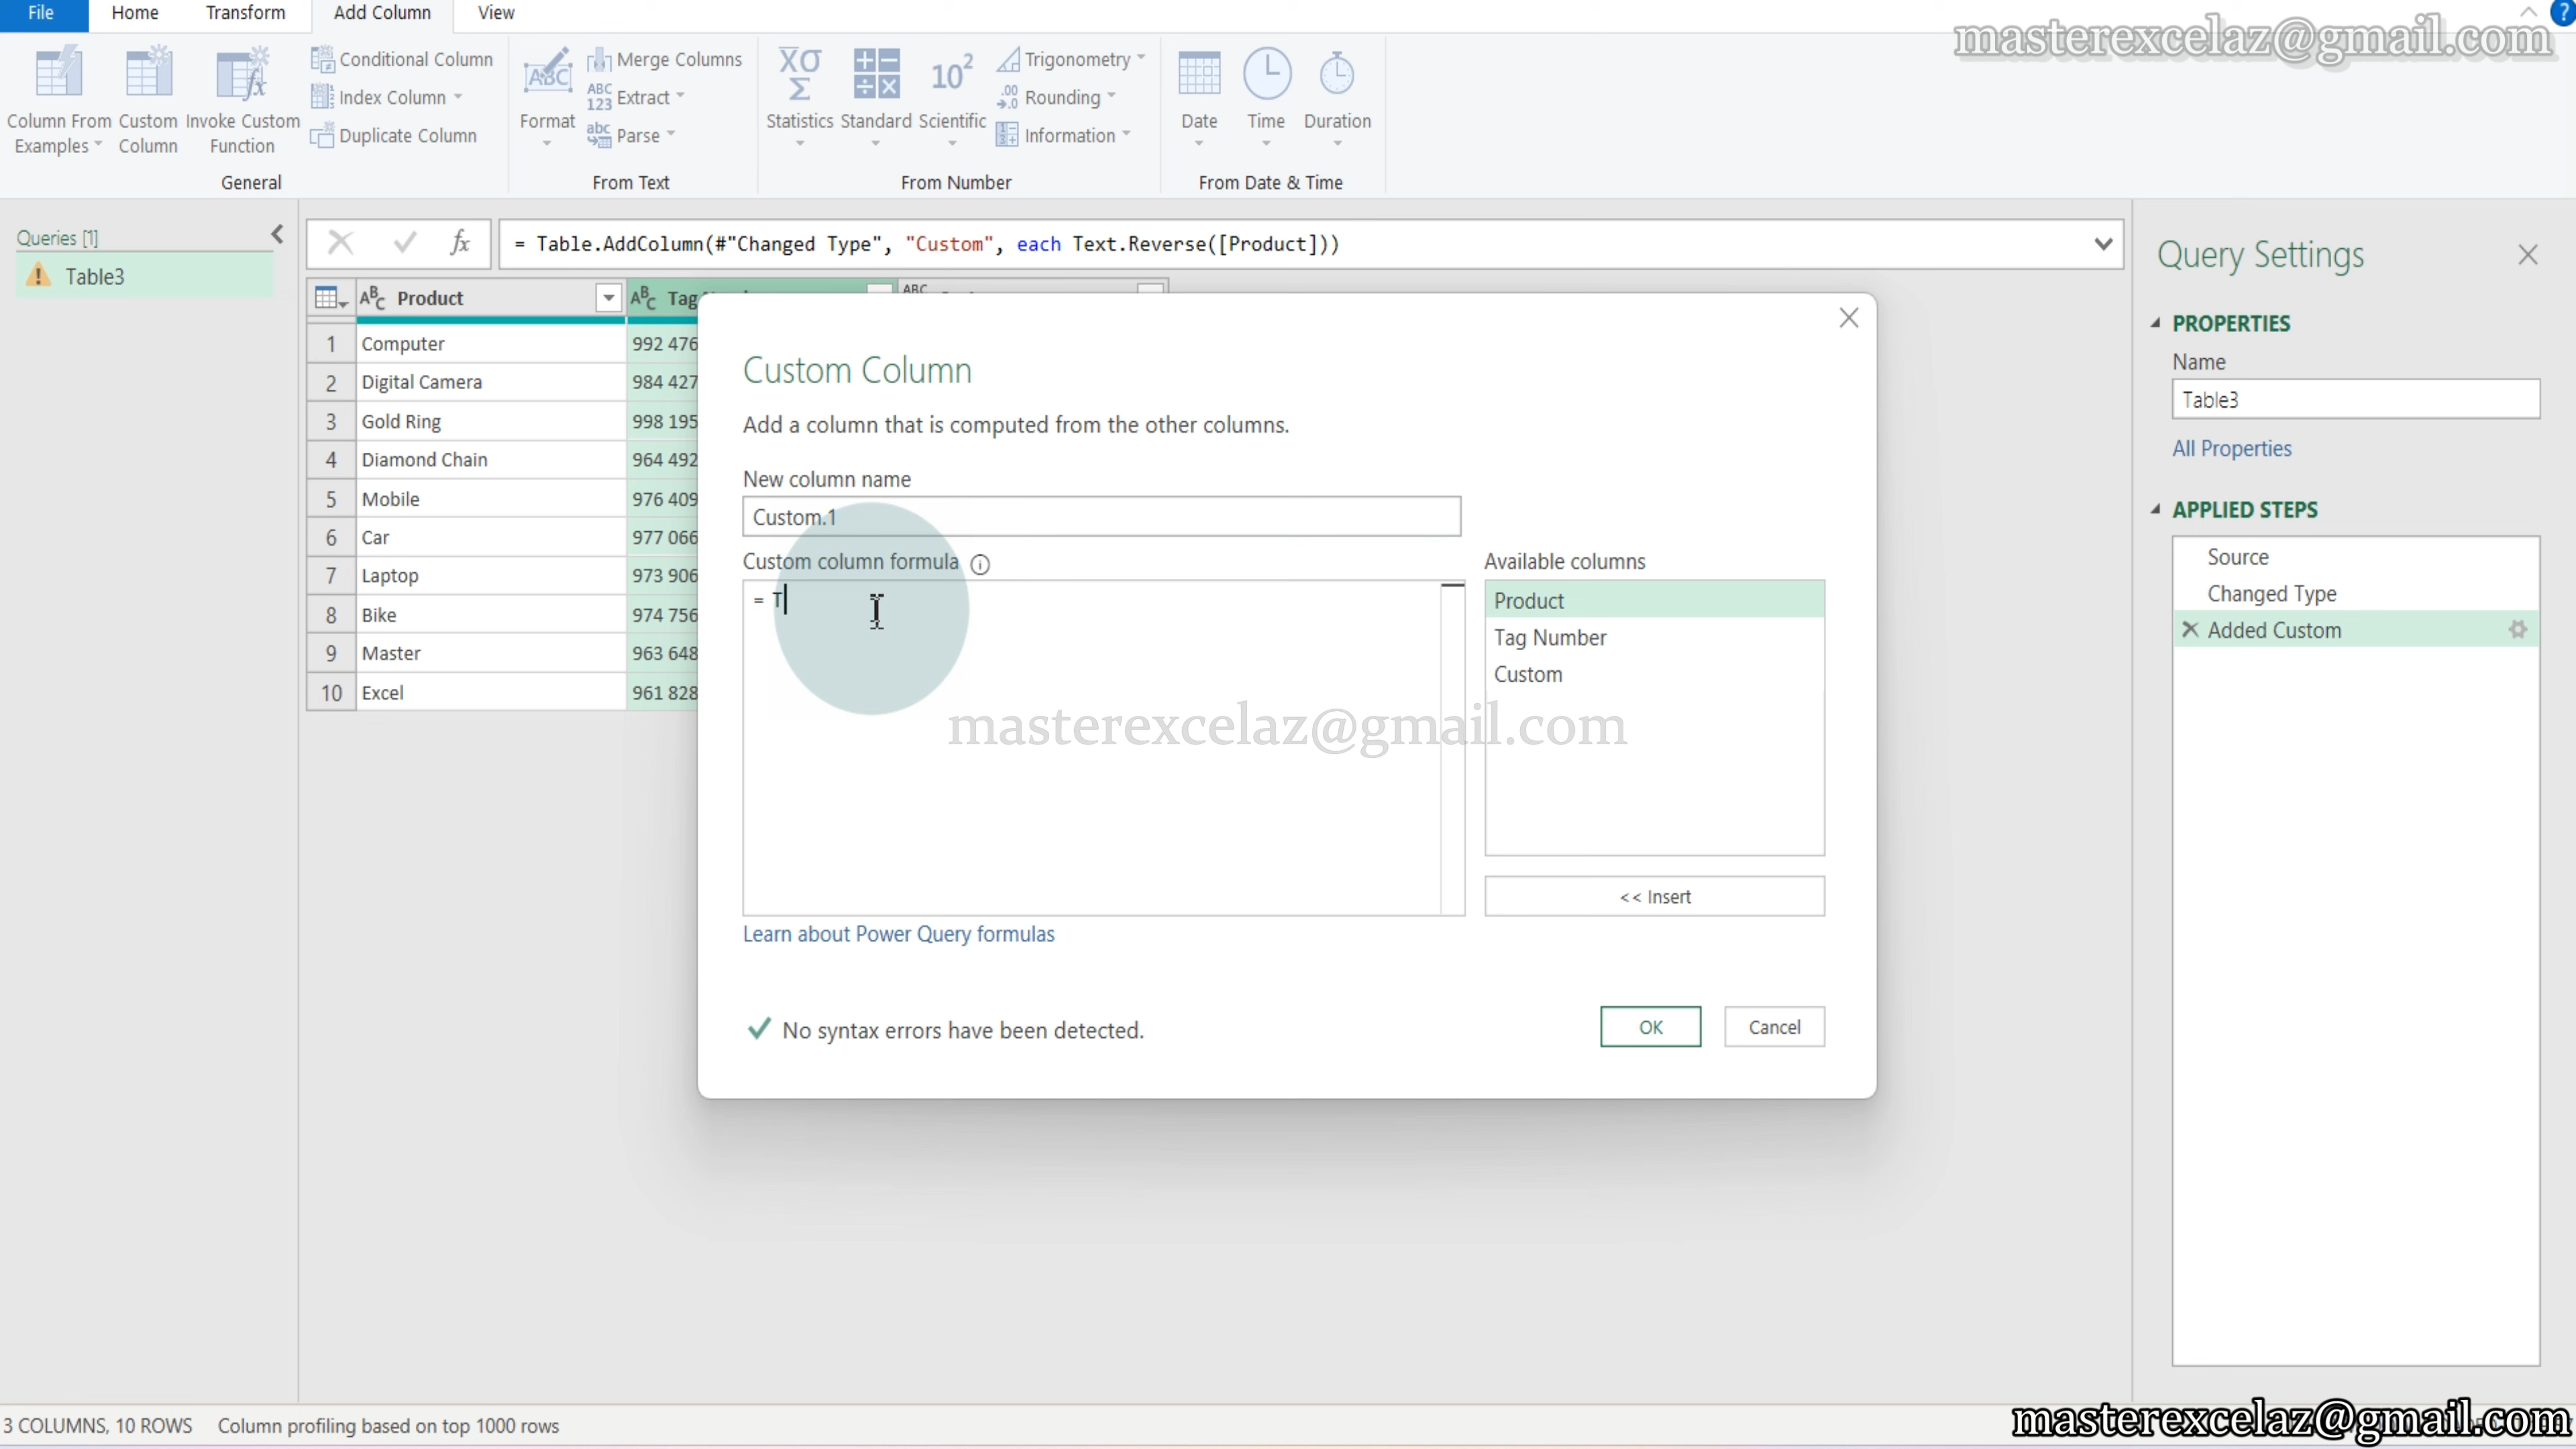 File Home Transform Add Column View
masterexcelaz@gmail.com
Column From Examples
Custom Column
Invoke Custom Function
Conditional Column
Index Column
Duplicate Column
General
Format
Merge Columns
Extract
Parse
From Text
Statistics
Standard
Scientific
Trigonometry
Rounding
Information
From Number
Date
Time
Duration
From Date & Time
Queries [1]
Table3
= Table.AddColumn(#"Changed Type", "Custom", each Text.Reverse([Product]))
Product
1 Computer 992 476
2 Digital Camera 984 427
3 Gold Ring 998 195
4 Diamond Chain 964 492
5 Mobile 976 409
6 Car 977 066
7 Laptop 973 906
8 Bike 974 756
9 Master 963 648
10 Excel 961 828
Custom Column
Add a column that is computed from the other columns.
New column name
Custom.1
Custom column formula
= T
Available columns
Product
Tag Number
Custom
masterexcelaz@gmail.com
<< Insert
Learn about Power Query formulas
No syntax errors have been detected.
OK
Cancel
Query Settings
PROPERTIES
Name
Table3
All Properties
APPLIED STEPS
Source
Changed Type
Added Custom
3 COLUMNS, 10 ROWS Column profiling based on top 1000 rows
masterexcelaz@gmail.com